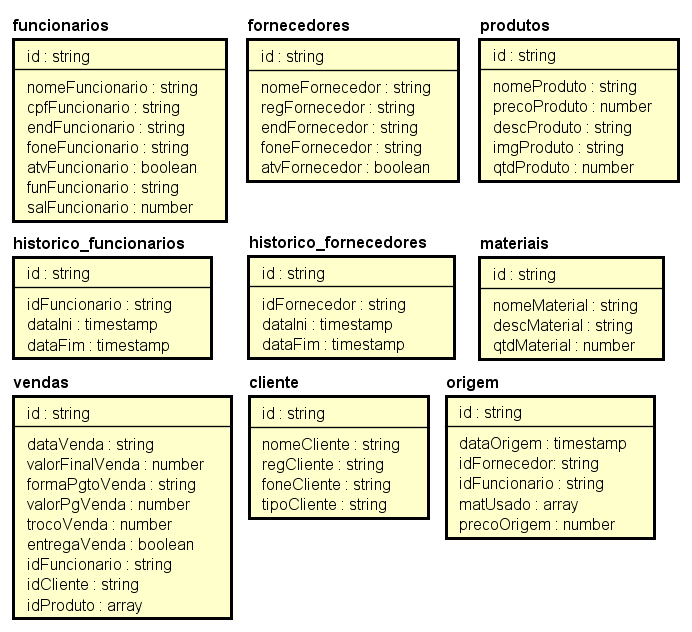 funcionarios
id : string
nomeFuncionario : string
cpfFuncionario : string
endFuncionario : string
foneFuncionario : string
atvFuncionario : boolean
funFuncionario : string
salFuncionario : number
fornecedores
id : string
nomeFornecedor : string
regFornecedor : string
endFornecedor : string
foneFornecedor : string
atvFornecedor : boolean
produtos
id : string
nomeProduto : string
precoProduto : number
descProduto : string
imgProduto : string
qtdProduto : number
historico_funcionarios
id : string
idFuncionario : string
dataIni : timestamp
dataFim : timestamp
historico_fornecedores
id : string
idFornecedor : string
dataIni : timestamp
dataFim : timestamp
materiais
id : string
nomeMaterial : string
descMaterial : string
qtdMaterial : number
vendas
id : string
dataVenda : string
valorFinalVenda : number
formaPgtoVenda : string
valorPgVenda : number
trocoVenda : number
entregaVenda : boolean
idFuncionario : string
idCliente : string
idProduto : array
cliente
id : string
nomeCliente : string
regCliente : string
foneCliente : string
tipoCliente : string
origem
id : string
dataOrigem : timestamp
idFornecedor: string
idFuncionario : string
matUsado : array
precoOrigem : number